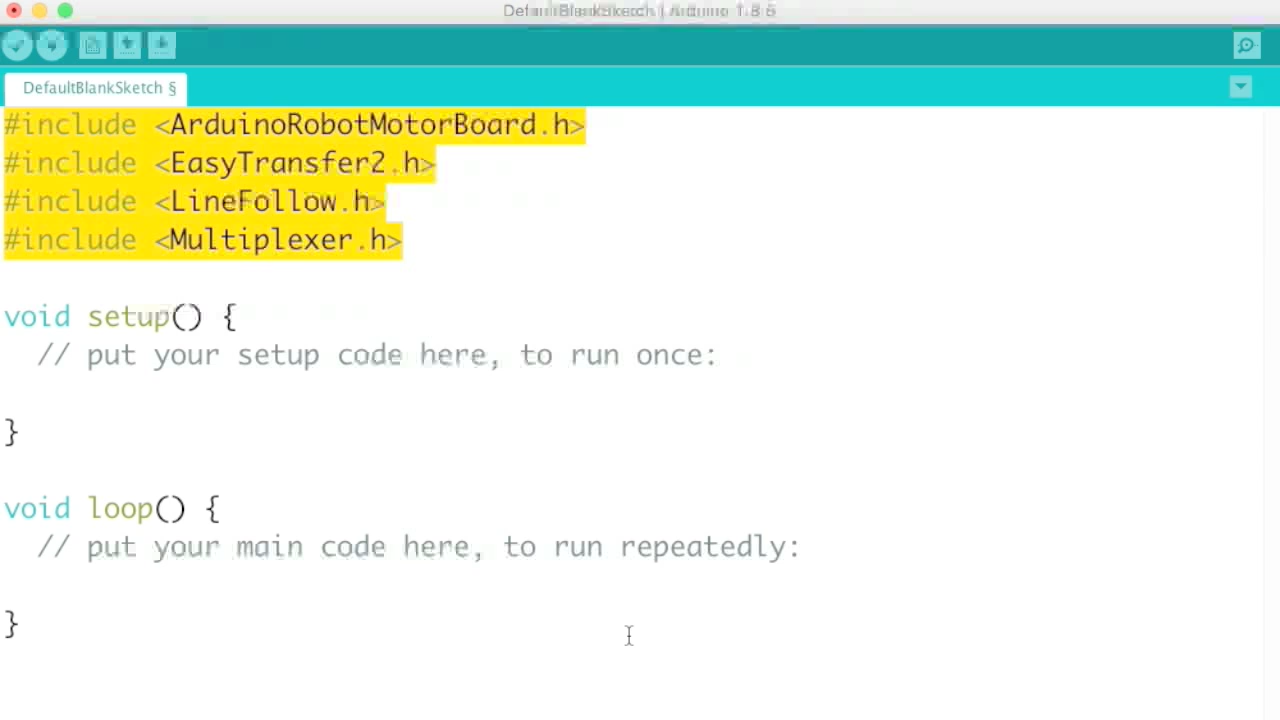 DefaultBlankSketch | Arduino 1.8.5
DefaultBlankSketch §
#include <ArduinoRobotMotorBoard.h>
#include <EasyTransfer2.h>
#include <LineFollow.h>
#include <Multiplexer.h>
void setup() {
// put your setup code here, to run once:
}
void loop() {
// put your main code here, to run repeatedly:
}